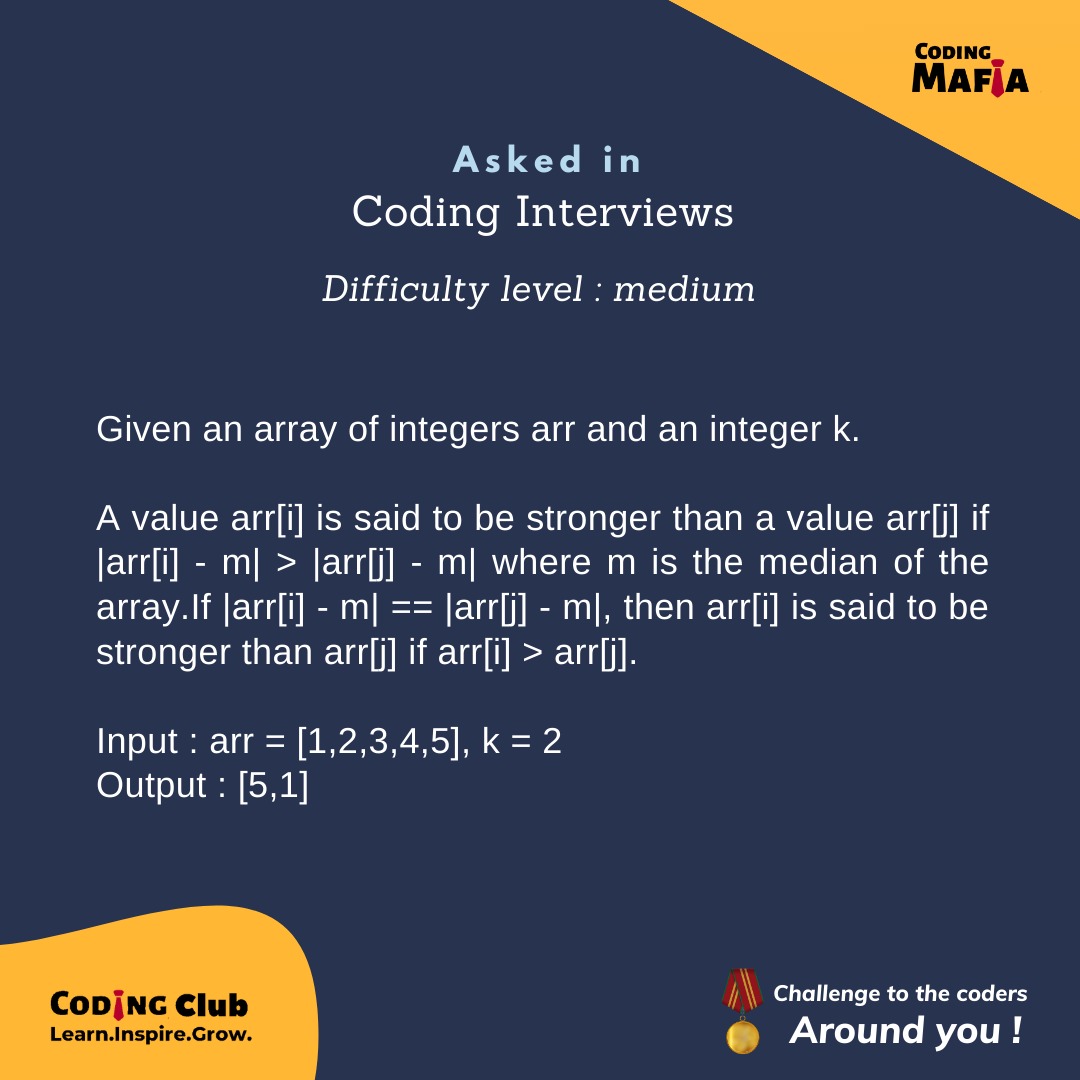 CODING
MAFIA
Asked in
Coding Interviews
Difficulty level : medium
Given an array of integers arr and an integer k.
A value arr[i] is said to be stronger than a value arr[j] if
|arr[i] - m| > |arr[j] - m| where m is the median of the
array.If |arr[i] - m| == |arr[j] - m|, then arr[i] is said to be
stronger than arr[j] if arr[i] > arr[j].
Input : arr = [1,2,3,4,5], k = 2
Output : [5,1]
CODING Club
Learn.Inspire.Grow.
Challenge to the coders
Around you !